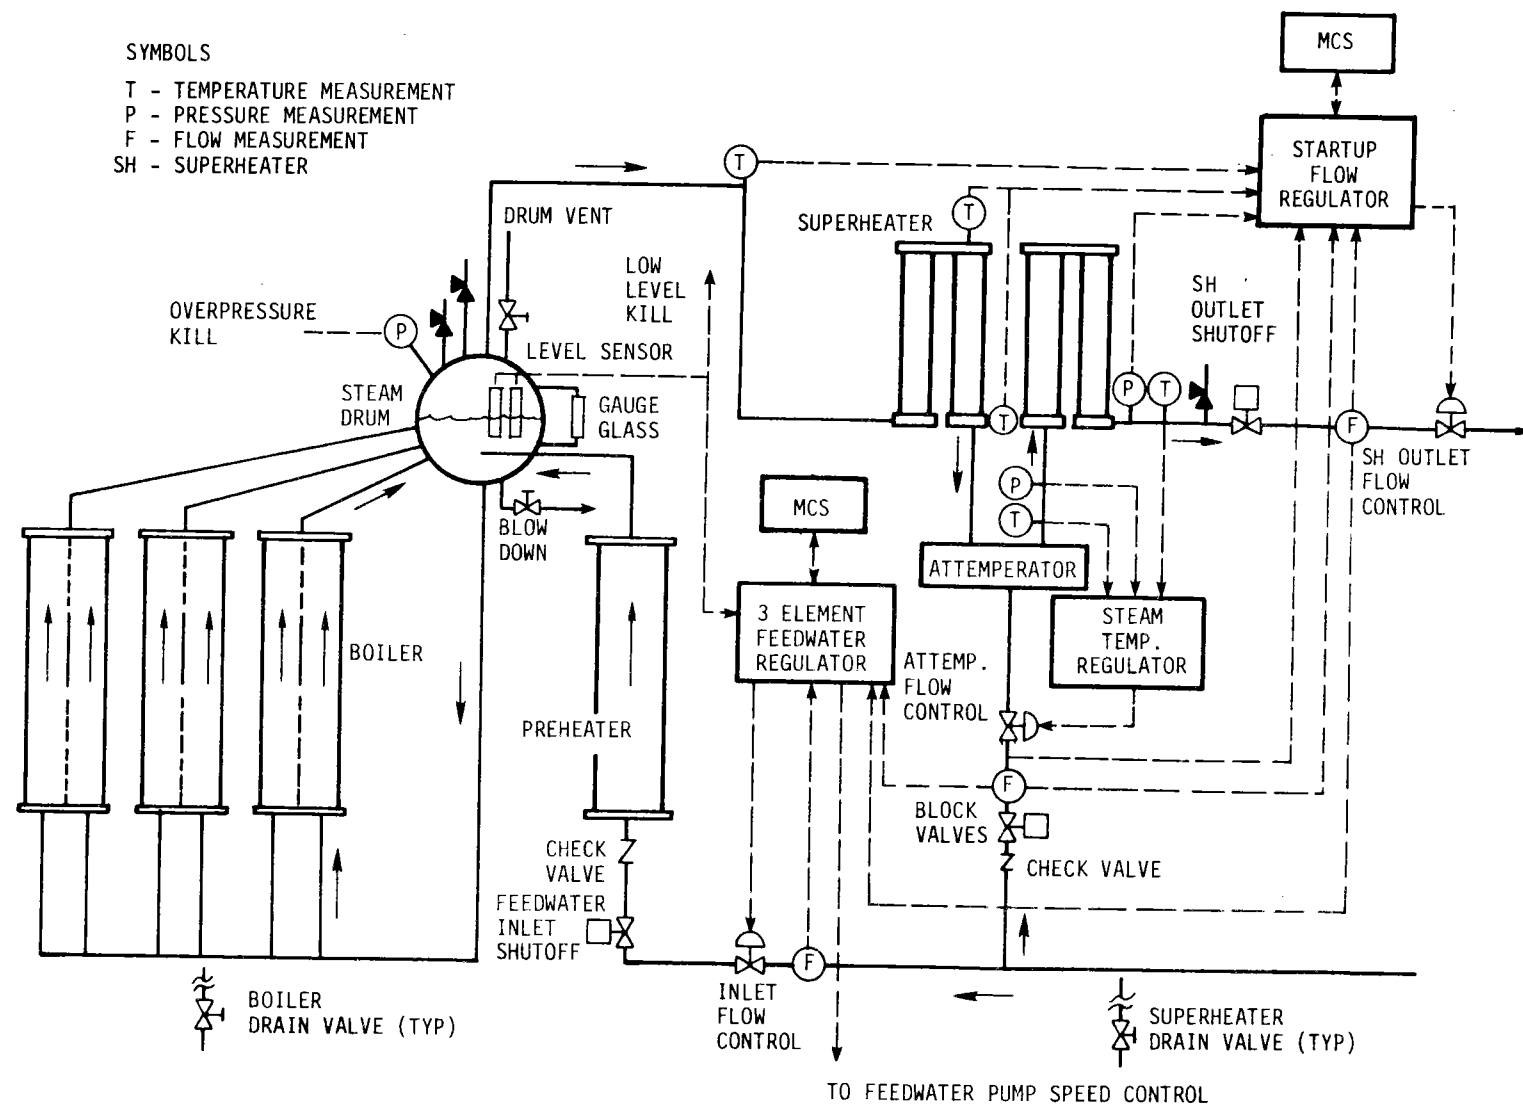 SYMBOLS
T - TEMPERATURE MEASUREMENT
P - PRESSURE MEASUREMENT
F - FLOW MEASUREMENT
SH - SUPERHEATER
MCS
STARTUP
FLOW
REGULATOR
T
DRUM VENT
SUPERHEATER
T
LOW
LEVEL
KILL
SH
OUTLET
SHUTOFF
OVERPRESSURE
KILL
P
LEVEL SENSOR
STEAM
DRUM
GAUGE
GLASS
T
P
T
F
SH OUTLET
FLOW
CONTROL
P
T
MCS
BLOW
DOWN
ATTEMPERATOR
3 ELEMENT
FEEDWATER
REGULATOR
STEAM
TEMP.
REGULATOR
BOILER
ATTEMP.
FLOW
CONTROL
PREHEATER
F
BLOCK
VALVES
CHECK
VALVE
CHECK VALVE
FEEDWATER
INLET
SHUTOFF
F
INLET
FLOW
CONTROL
BOILER
DRAIN VALVE (TYP)
SUPERHEATER
DRAIN VALVE (TYP)
TO FEEDWATER PUMP SPEED CONTROL